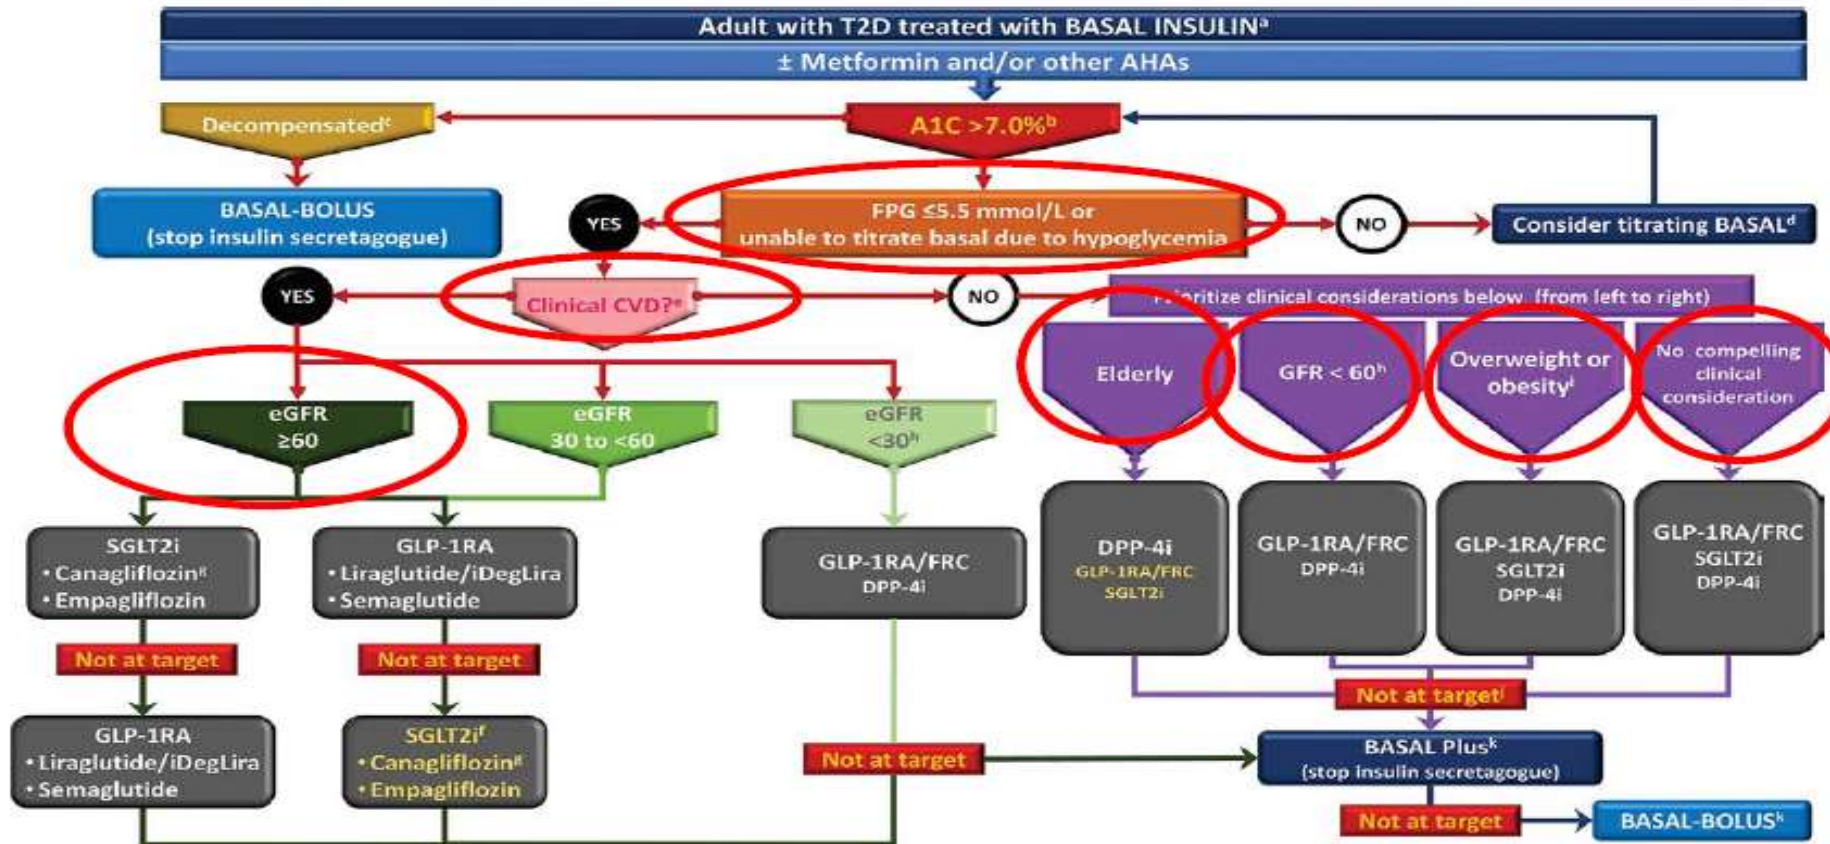 Adult with T2D treated with BASAL INSULINᵃ
± Metformin and/or other AHAs
Decompensatedᶜ
A1C >7.0%ᵇ
BASAL-BOLUS
(stop insulin secretagogue)
YES
FPG ≤5.5 mmol/L or
unable to titrate basal due to hypoglycemia
NO
Consider titrating BASALᵈ
YES
Clinical CVD?ᵉ
NO
Prioritize clinical considerations below (from left to right)
eGFR
≥60
eGFR
30 to <60
eGFR
<30ʰ
Elderly
GFR < 60ʰ
Overweight or
obesityⁱ
No compelling
clinical
consideration
SGLT2i
• Canagliflozinᵍ
• Empagliflozin
GLP-1RA
• Liraglutide/iDegLira
• Semaglutide
GLP-1RA/FRC
DPP-4i
DPP-4i
GLP-1RA/FRC
SGLT2i
GLP-1RA/FRC
DPP-4i
GLP-1RA/FRC
SGLT2i
DPP-4i
GLP-1RA/FRC
SGLT2i
DPP-4i
Not at target
Not at target
Not at targetʲ
GLP-1RA
• Liraglutide/iDegLira
• Semaglutide
SGLT2iᶠ
• Canagliflozinᵍ
• Empagliflozin
Not at target
BASAL Plusᵏ
(stop insulin secretagogue)
Not at target
BASAL-BOLUSᵏ